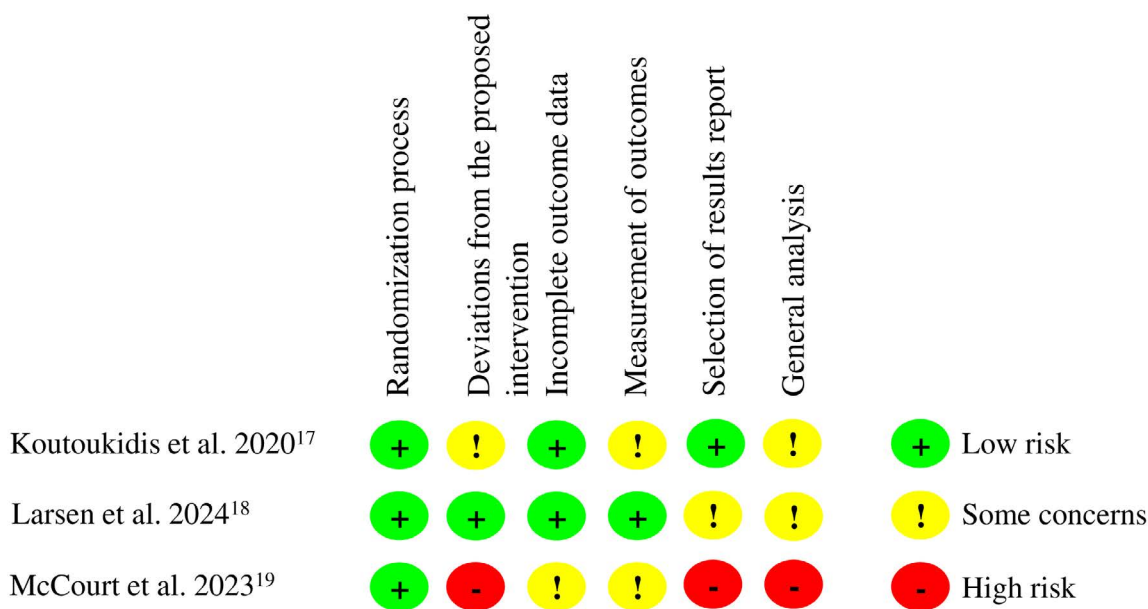 Randomization process
Deviations from the proposed
intervention
Incomplete outcome data
Measurement of outcomes
Selection of results report
General analysis
Koutoukidis et al. 2020¹⁷ + ! + ! + ! + Low risk
Larsen et al. 2024¹⁸ + + + + ! ! ! Some concerns
McCourt et al. 2023¹⁹ + - ! ! - - - High risk